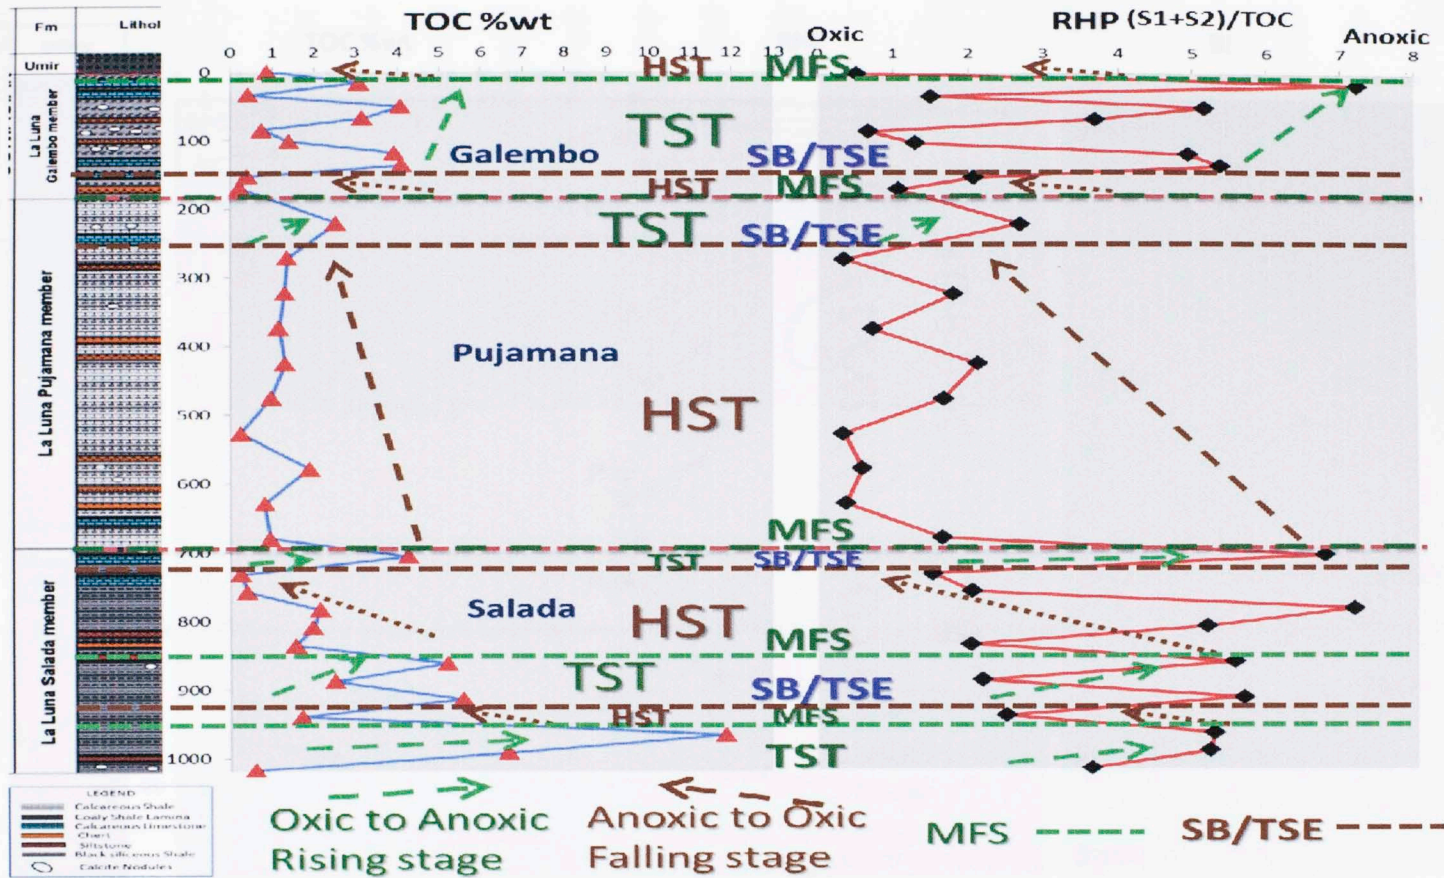 TOC %wt
RHP (S1+S2)/TOC
Fm
Lithol
Oxic
Anoxic
0 1 2 3 4 5 6 7 8 9 10 11 12 13
0 1 2 3 4 5 6 7 8
Umir
0
HST
MFS
La Luna
Galembo member
TST
100
Galembo
SB/TSE
HST
MFS
200
TST
SB/TSE
300
La Luna Pujamana member
Pujamana
400
HST
500
600
MFS
700
TST
SB/TSE
Salada
HST
800
MFS
La Luna Salada member
TST
SB/TSE
900
HST
MFS
1000
TST
LEGEND
Calcareous Shale
Coaly Shale Lamina
Calcareous Limestone
Chert
Siltstone
Black siliceous Shale
Calcite Nodules
Oxic to Anoxic
Rising stage
Anoxic to Oxic
Falling stage
MFS
SB/TSE